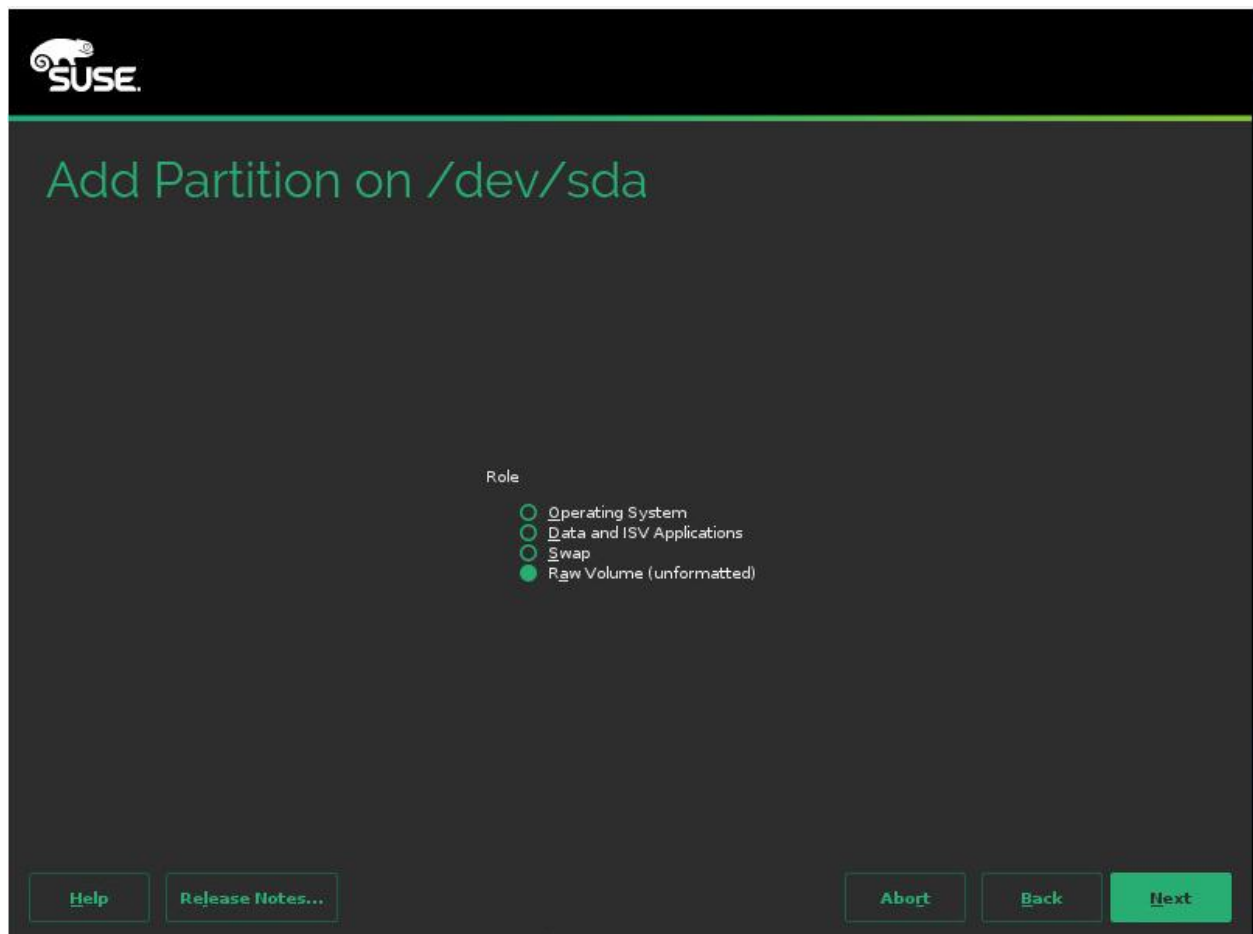 SUSE.
Add Partition on /dev/sda
Role
Operating System
Data and ISV Applications
Swap
Raw Volume (unformatted)
Help
Release Notes...
Abort
Back
Next